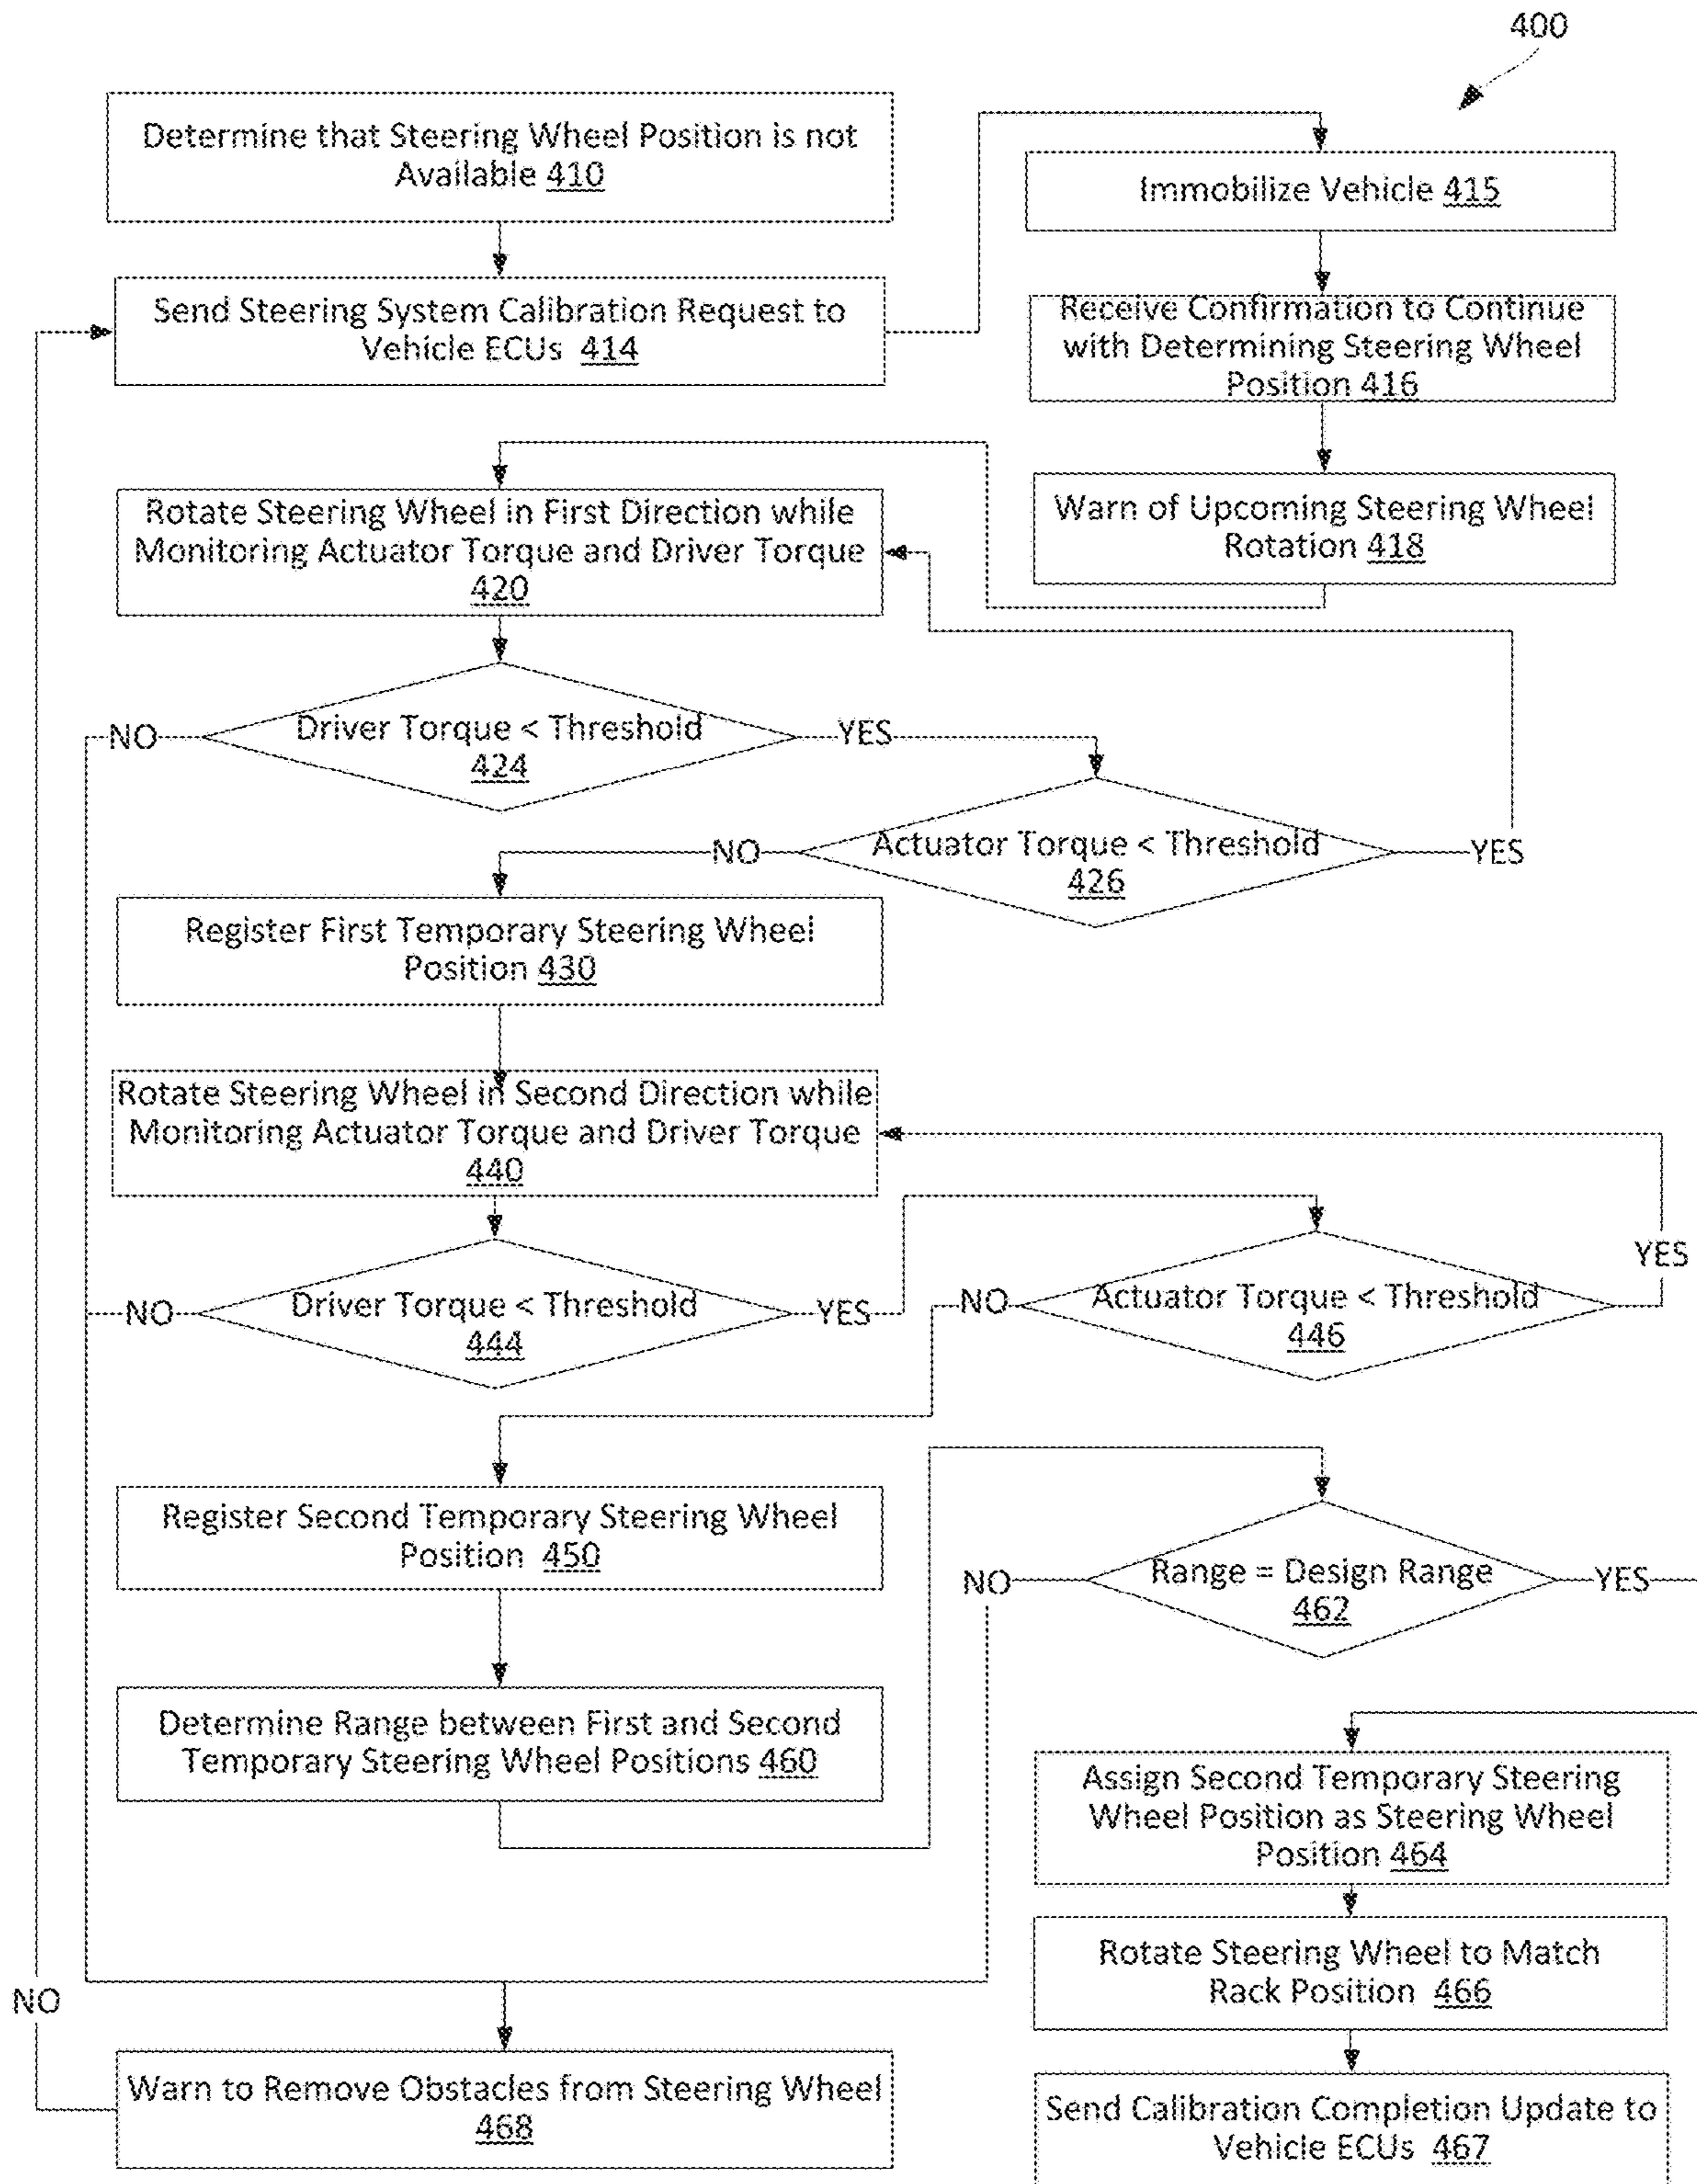 400
Determine that Steering Wheel Position is not
Available 410
Immobilize Vehicle 415
Send Steering System Calibration Request to
Vehicle ECUs 414
Receive Confirmation to Continue
with Determining Steering Wheel
Position 416
Warn of Upcoming Steering Wheel
Rotation 418
Rotate Steering Wheel in First Direction while
Monitoring Actuator Torque and Driver Torque
420
NO
Driver Torque < Threshold
424
YES
NO
Actuator Torque < Threshold
426
YES
Register First Temporary Steering Wheel
Position 430
Rotate Steering Wheel in Second Direction while
Monitoring Actuator Torque and Driver Torque
440
NO
Driver Torque < Threshold
444
YES
NO
Actuator Torque < Threshold
446
YES
Register Second Temporary Steering Wheel
Position 450
NO
Range = Design Range
462
YES
Determine Range between First and Second
Temporary Steering Wheel Positions 460
Assign Second Temporary Steering
Wheel Position as Steering Wheel
Position 464
Rotate Steering Wheel to Match
Rack Position 466
NO
Warn to Remove Obstacles from Steering Wheel
468
Send Calibration Completion Update to
Vehicle ECUs 467